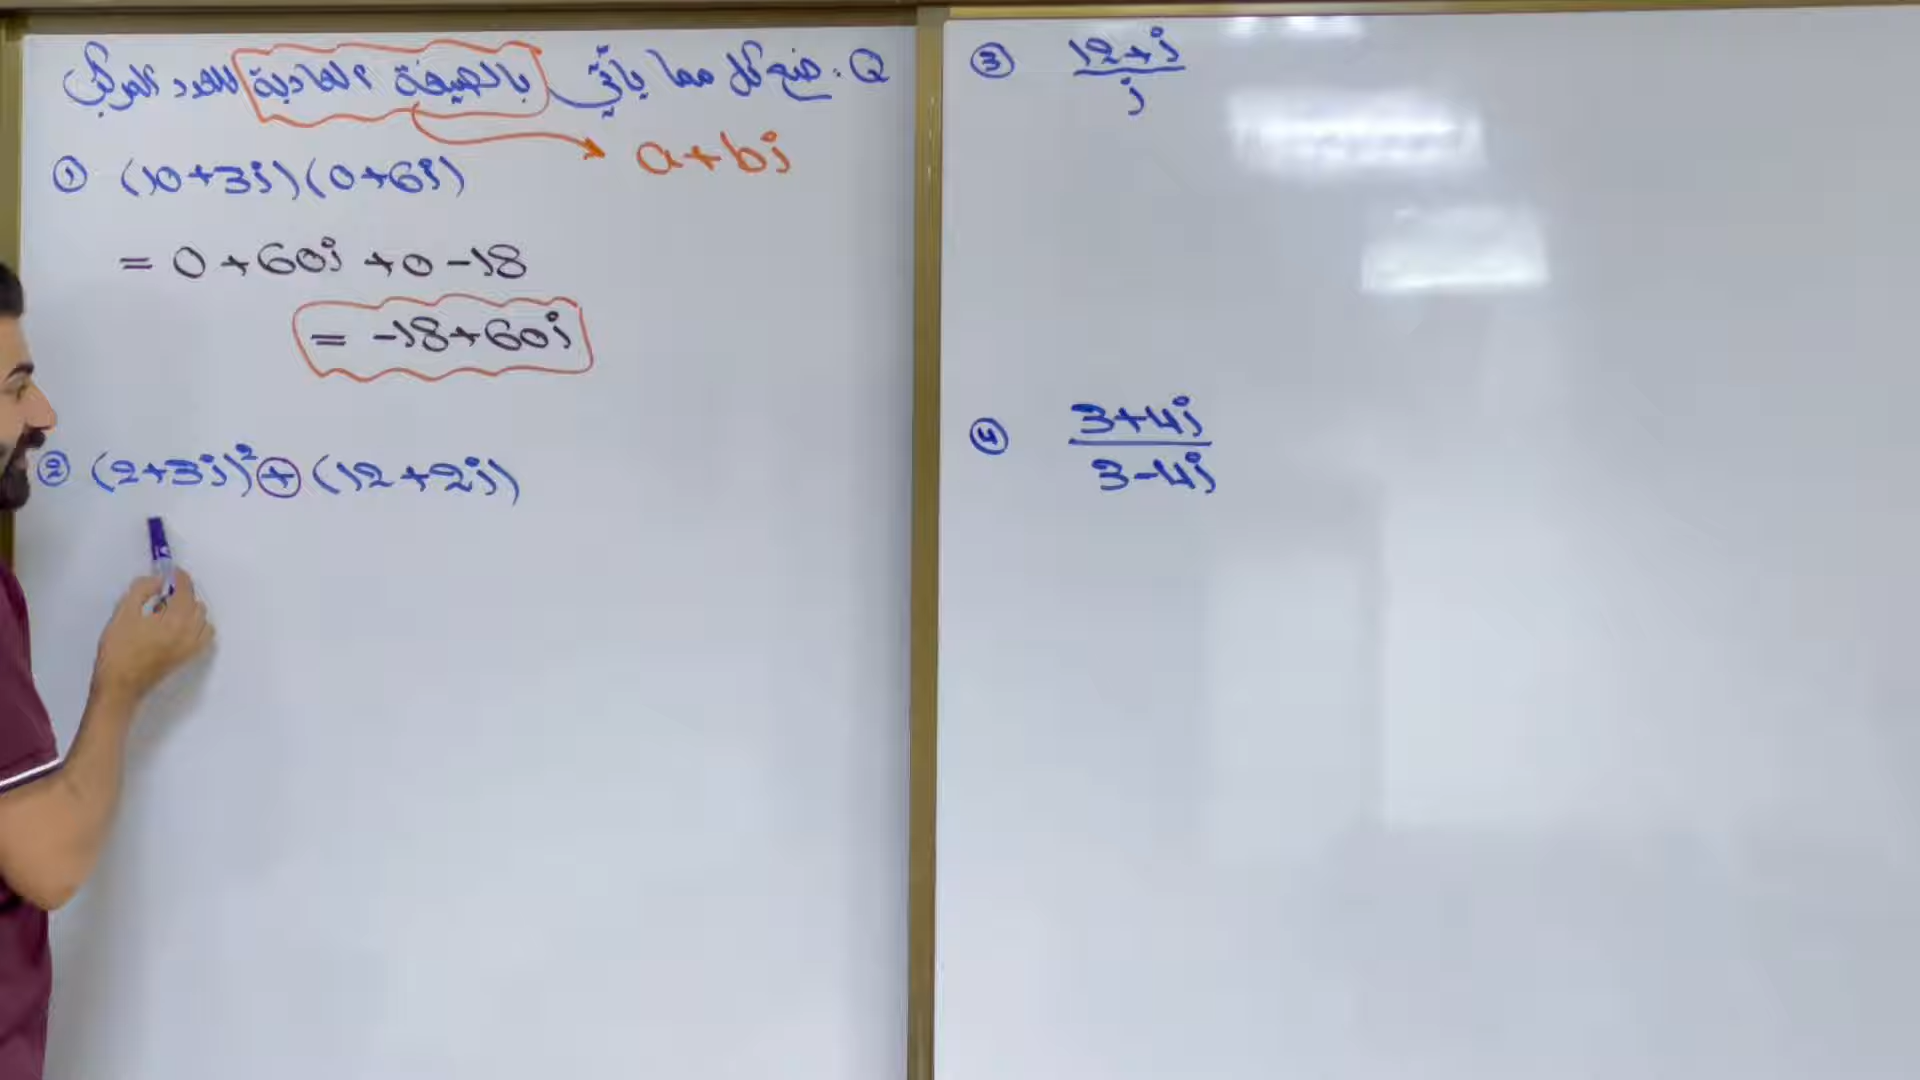 Q. ضع كل مما يأتي بالصيغة العادية للعدد المركب
a+bi
① (10+3i)(0+6i)
= 0+60i+0-18
= -18+60i
② (2+3i)²+(12+2i)
③ 12+i
i
④ 3+4i
3-4i